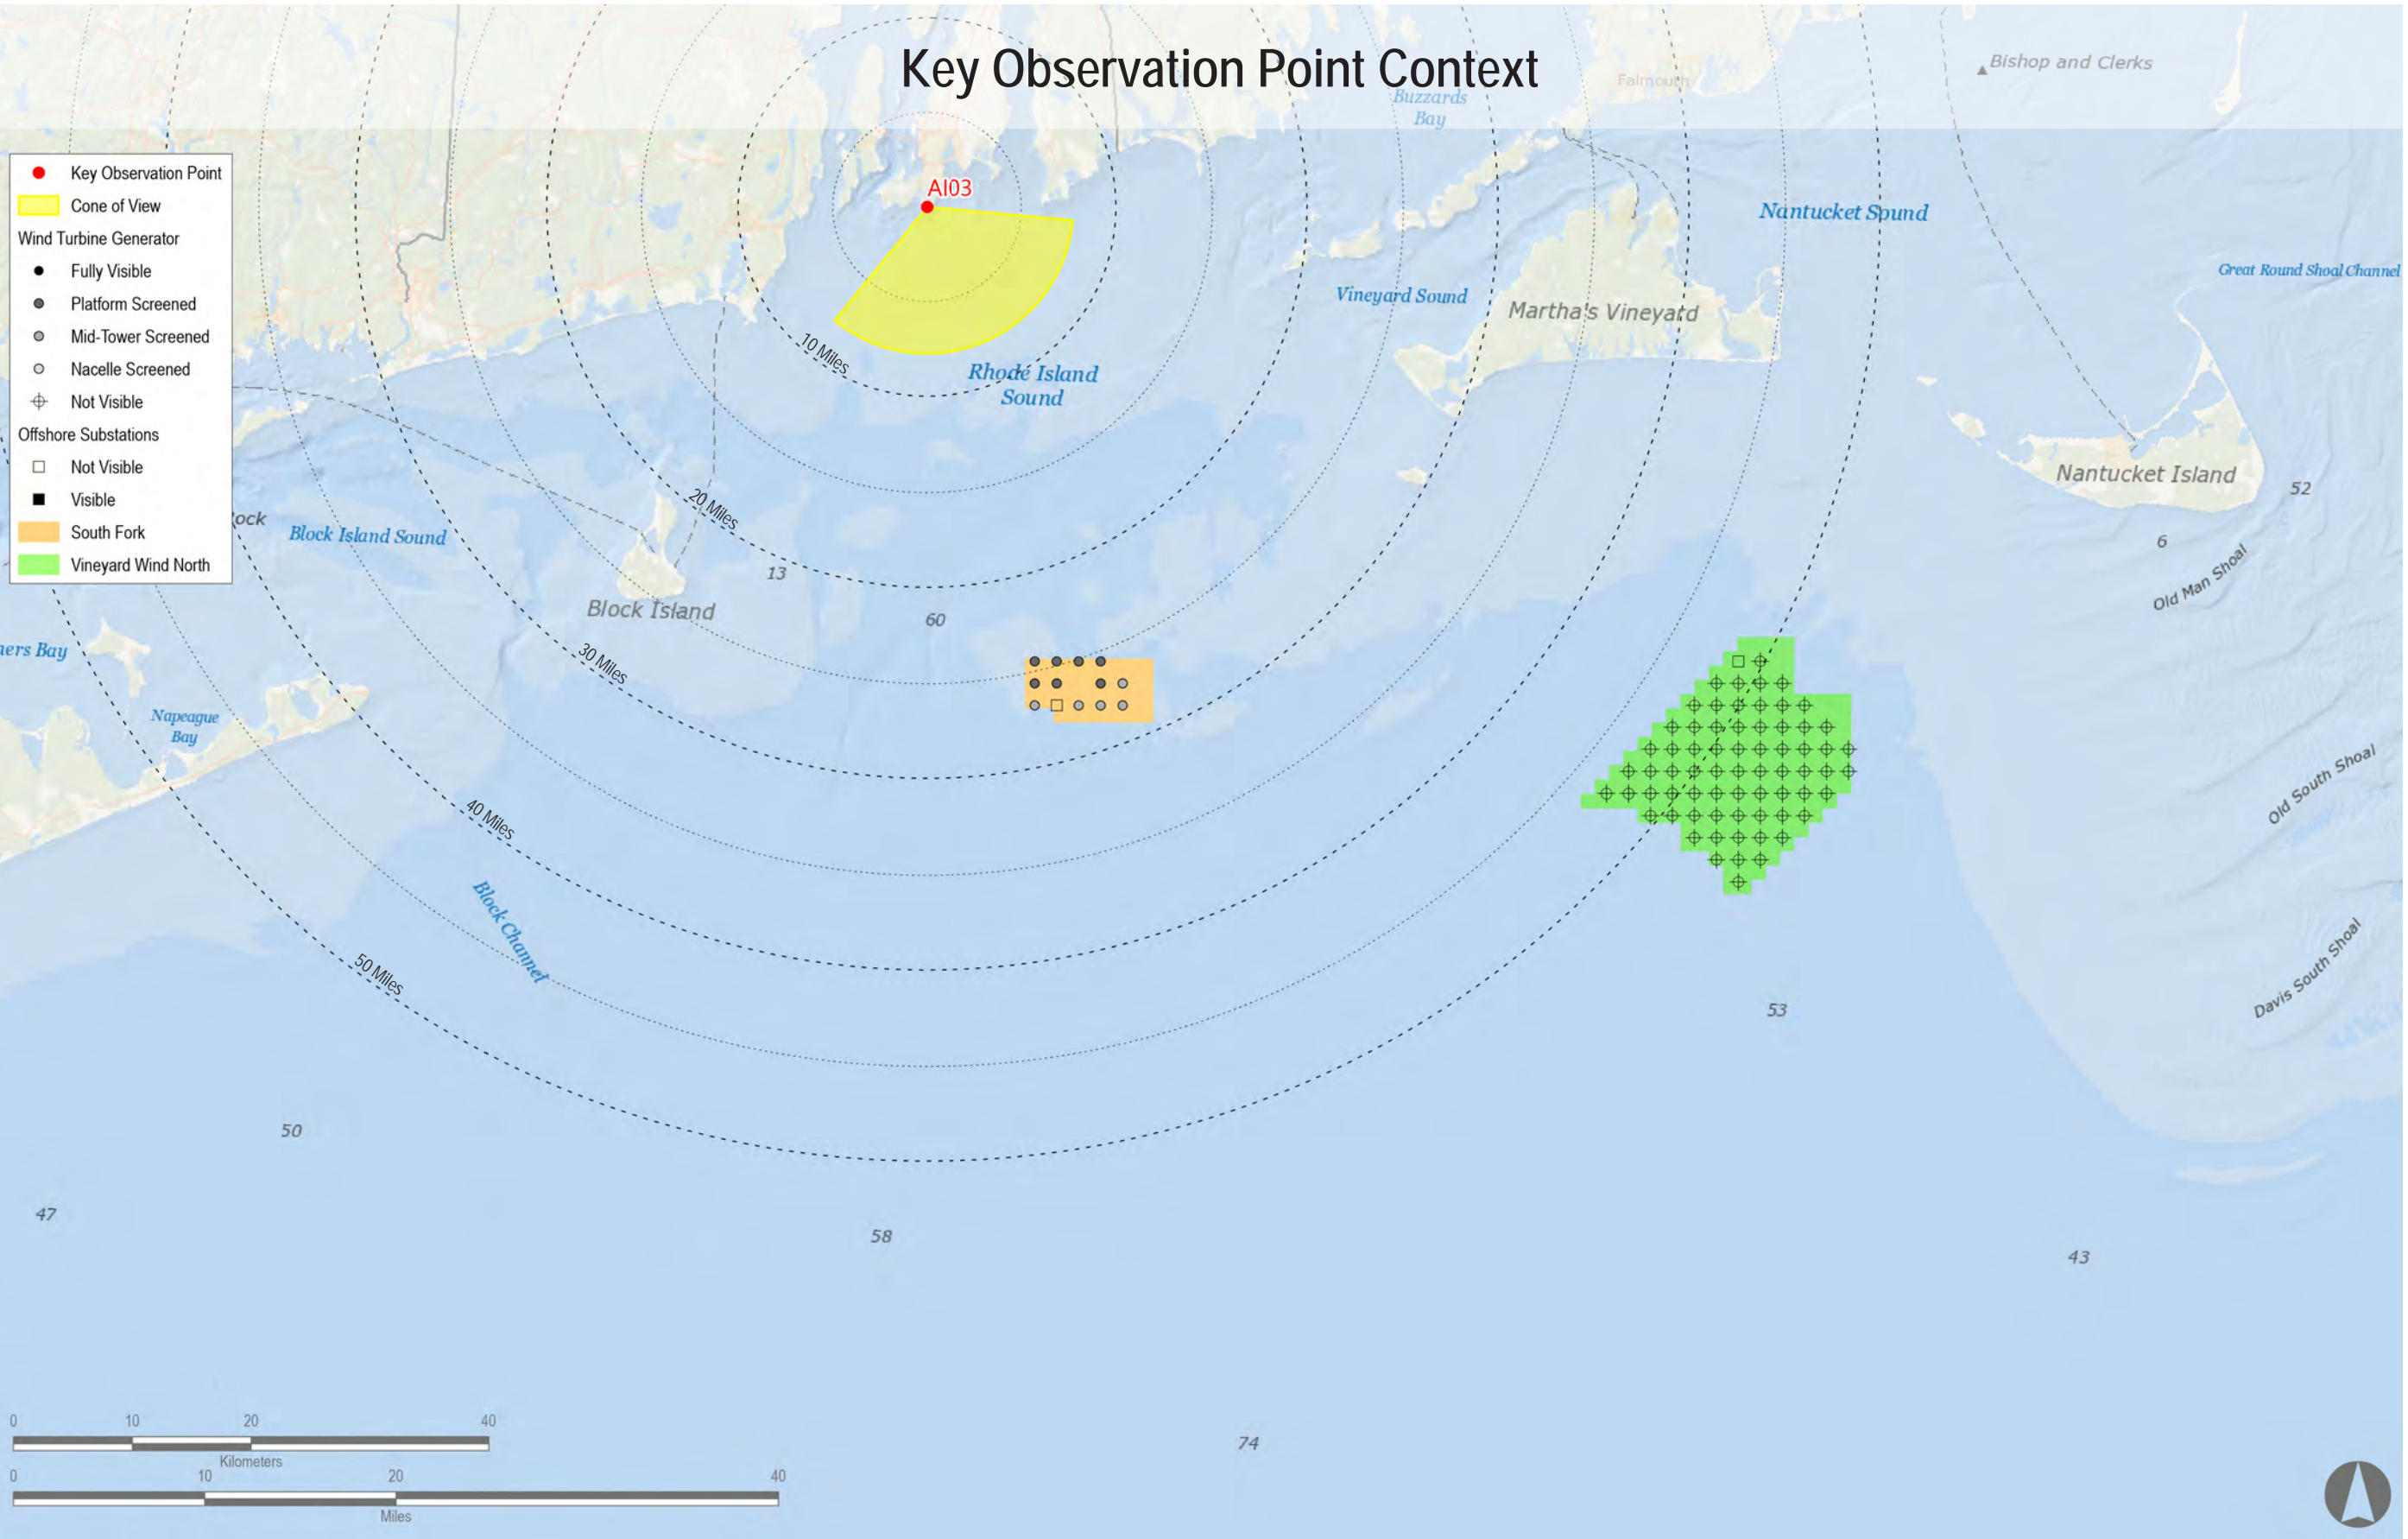 Key Observation Point Context
Bishop and Clerks
Falmouth
Buzzards
Bay
Key Observation Point
Cone of View
Wind Turbine Generator
Fully Visible
Platform Screened
Mid-Tower Screened
Nacelle Screened
Not Visible
Offshore Substations
Not Visible
Visible
South Fork
Vineyard Wind North
AI03
Nantucket Sound
Great Round Shoal Channel
Vineyard Sound
Martha's Vineyard
10 Miles
Rhode Island
Sound
Nantucket Island
52
20 Miles
ock
Block Island Sound
6
Old Man Shoal
13
Block Island
60
ners Bay
30 Miles
Napeague
Bay
Old South Shoal
40 Miles
Block Channel
50 Miles
Davis South Shoal
53
50
47
58
43
74
0 10 20 40
Kilometers
0 10 20 40
Miles